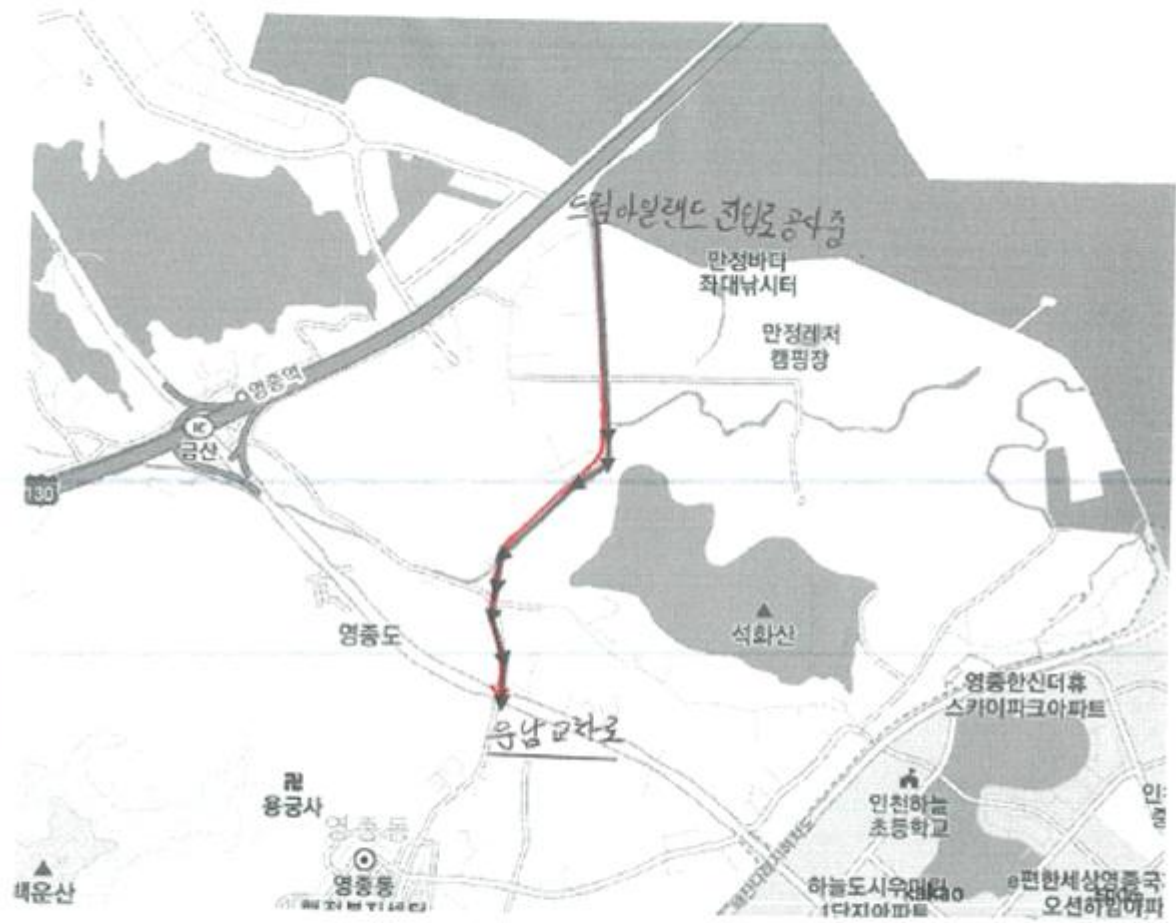 드림아일랜드 진입로 공사중
만정바다
좌대낚시터
만정레저
캠핑장
영종역
IC
금산
130
영종도
석화산
영종한신더휴
스카이파크아파트
운남교차로
용궁사
인천하늘
초등학교
영종동
영종동
백운산
하늘도시우미린
1단지아파트
kakao
e편한세상영종국
오션하임아파